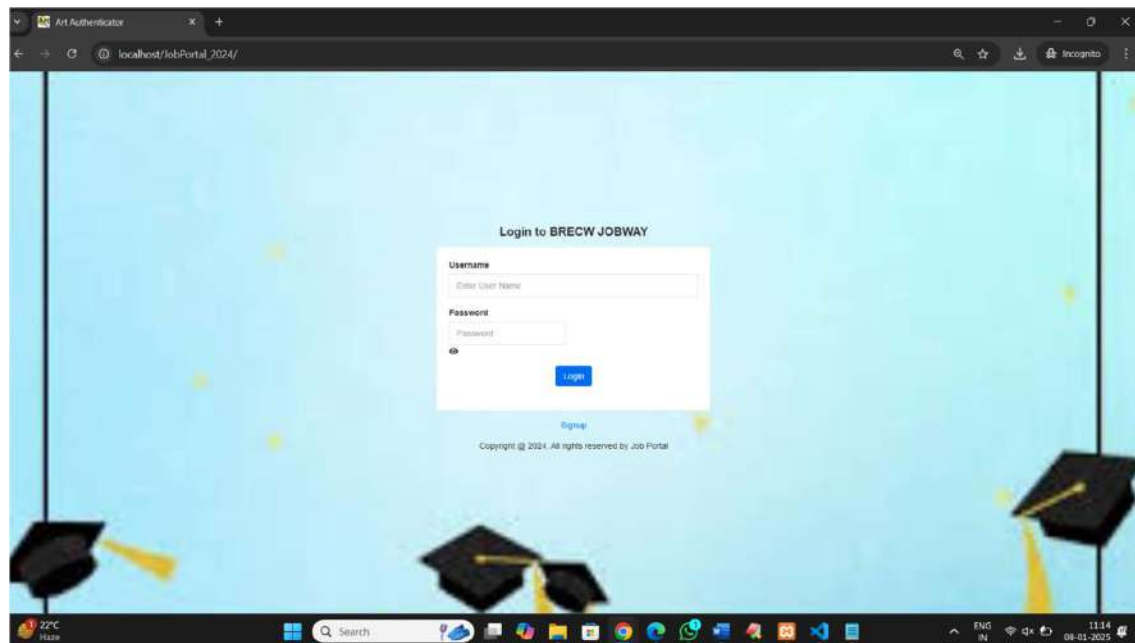 Art Authenticator
localhost/JobPortal_2024/
Incognito
Login to BRECW JOBWAY
Username
Enter User Name
Password
Password
Login
Signup
Copyright @ 2024. All rights reserved by Job Portal
1
22°C
Haze
Search
ENG
IN
11:14
08-01-2025